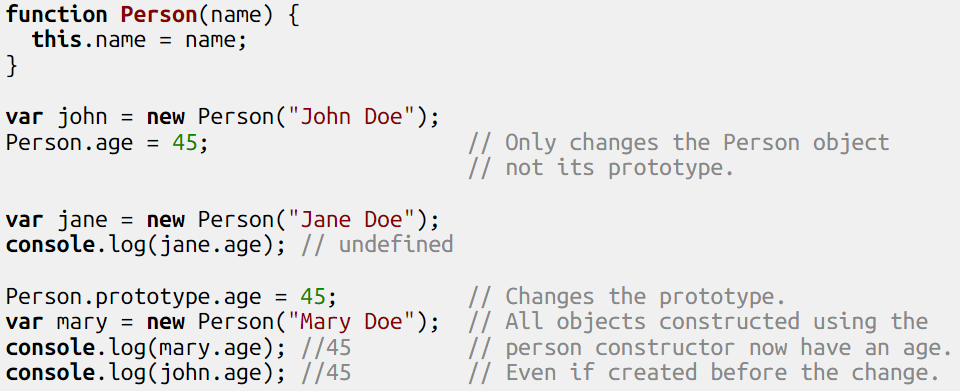 function Person(name) {
  this.name = name;
}

var john = new Person("John Doe");
Person.age = 45;                     // Only changes the Person object
                                     // not its prototype.

var jane = new Person("Jane Doe");
console.log(jane.age); // undefined

Person.prototype.age = 45;           // Changes the prototype.
var mary = new Person("Mary Doe");   // All objects constructed using the
console.log(mary.age); //45          // person constructor now have an age.
console.log(john.age); //45          // Even if created before the change.